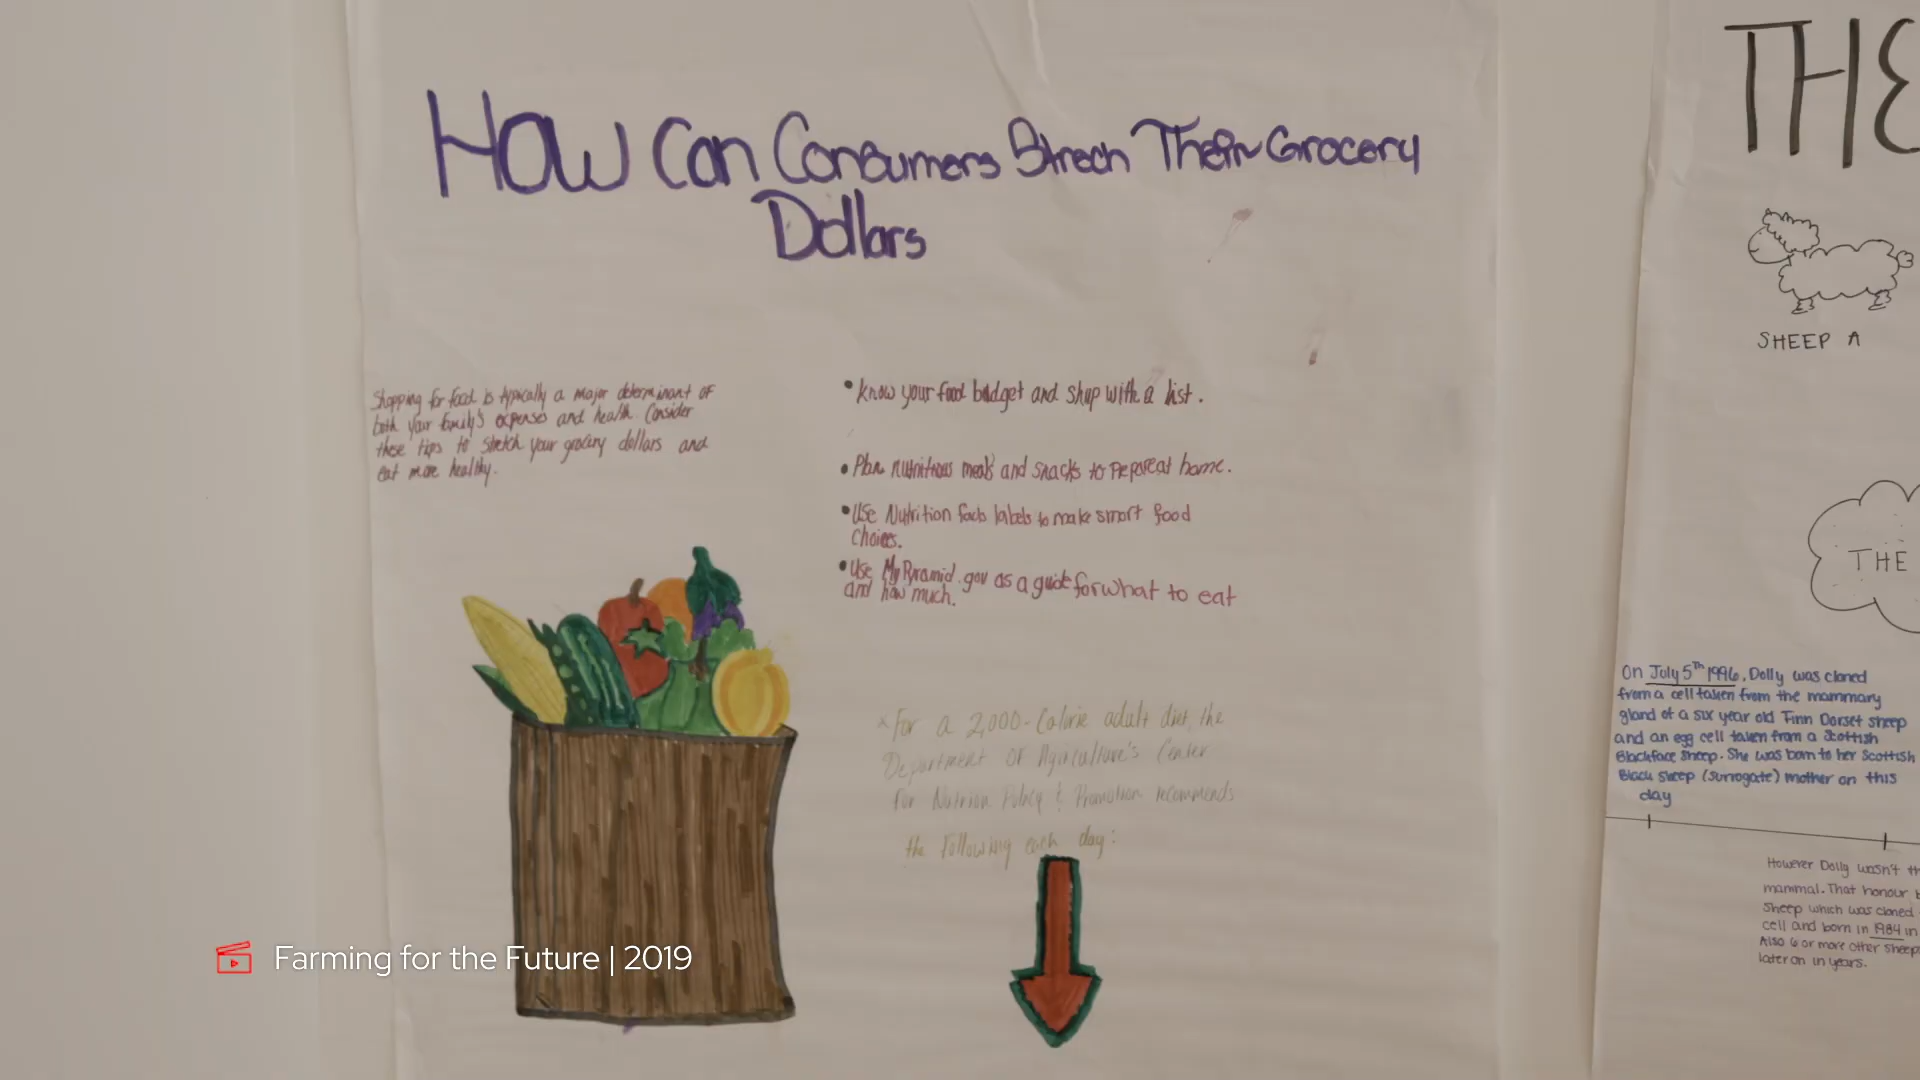 How Can Consumers Strech Their Grocery
Dollars
Shopping for food is typically a major determinant of
both your family's expenses and health. Consider
these tips to stretch your grocery dollars and
eat more healthy.
• Know your food budget and shop with a list.
• Plan nutritious meals and snacks to Prepareat home.
• Use Nutrition facts labels to make smart food
Choices.
• Use MyPyramid.gov as a guide for what to eat
and how much.
*For a 2,000-Calorie adult diet, the
Department of Agriculture's Center
For Nutrion Policy & Promotion recommends
the following each day:
Farming for the Future | 2019
THE
SHEEP A
THE
On July 5th 1996, Dolly was cloned
from a cell taken from the mammary
gland of a six year old Finn Dorset sheep
and an egg cell taken from a Scottish
Blackface sheep. She was born to her Scottish
Black sheep (surrogate) mother on this
day
However Dolly wasn't th
mammal. That honour b
Sheep which was cloned
cell and born in 1984 in
Also 6 or more other sheep
later on in years.